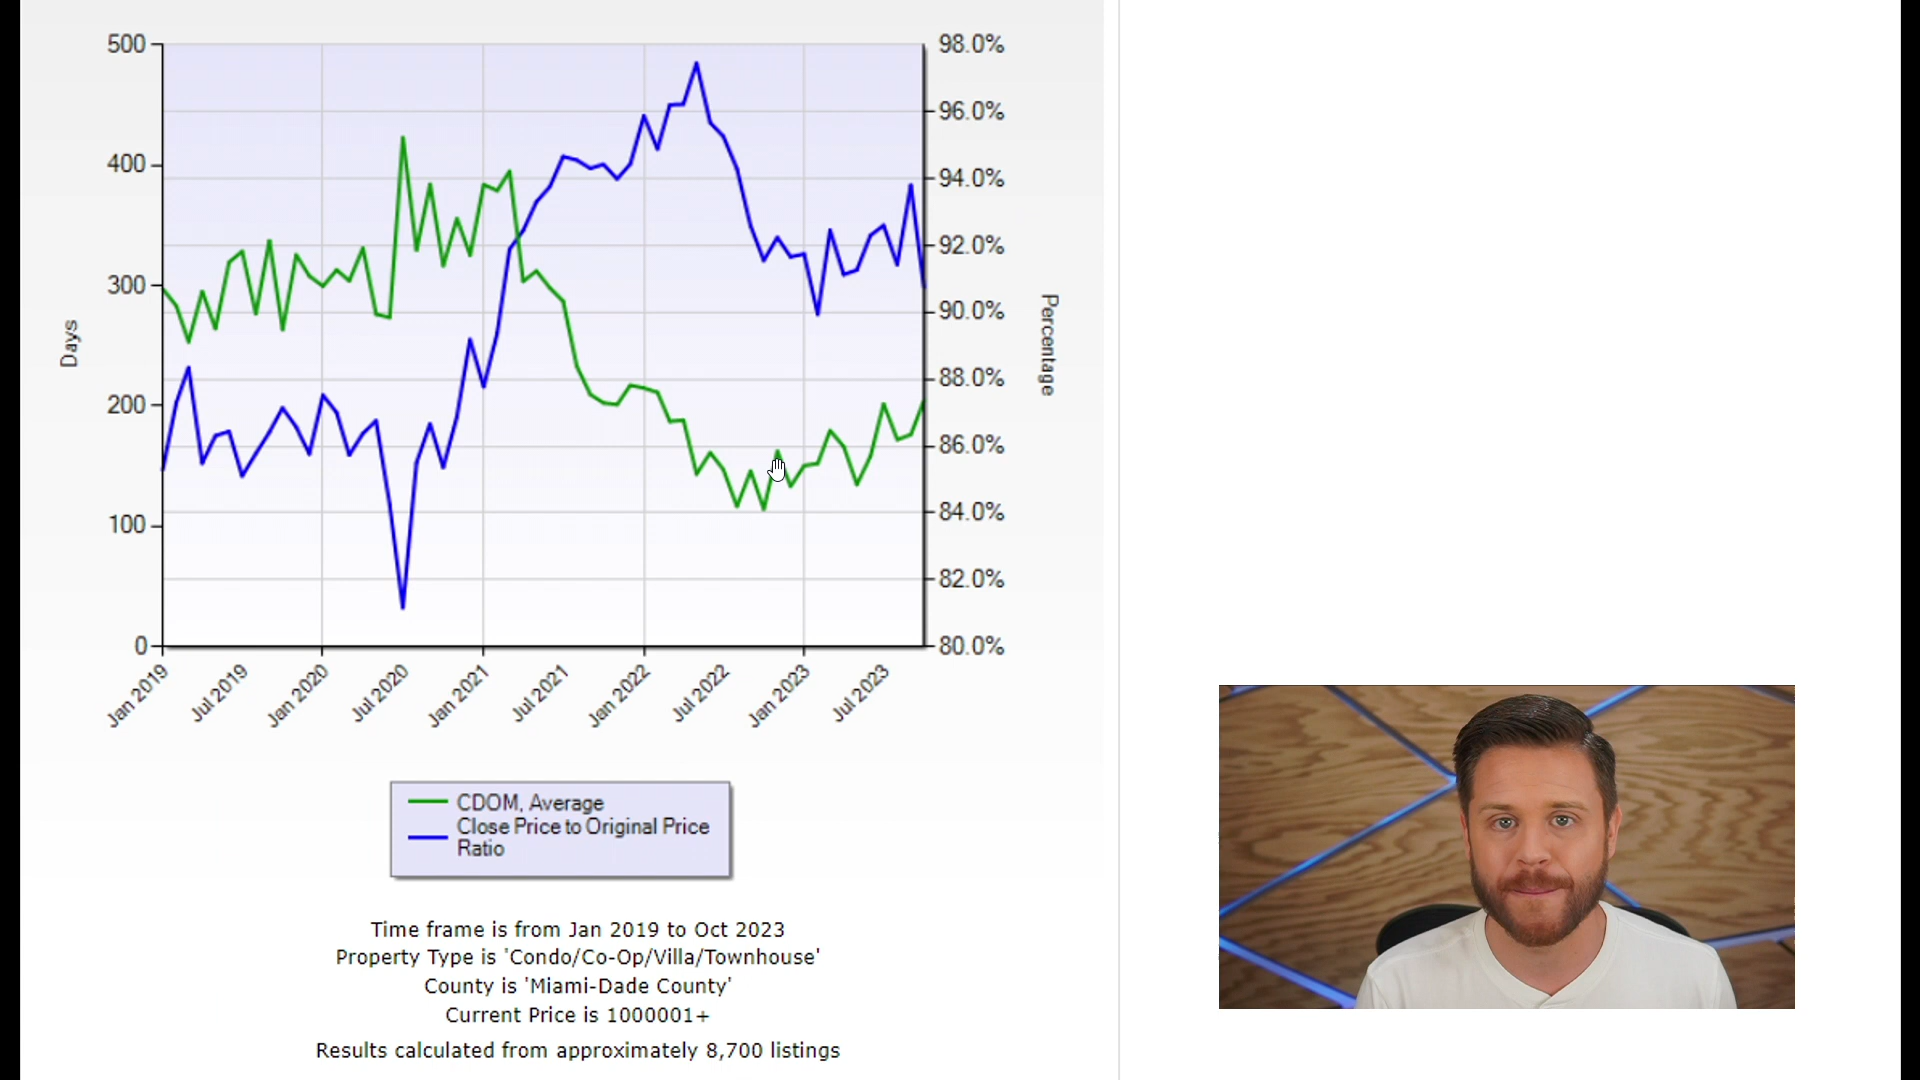 500
400
300
200
100
0
Days
98.0%
96.0%
94.0%
92.0%
90.0%
88.0%
86.0%
84.0%
82.0%
80.0%
Percentage
Jan 2019
Jul 2019
Jan 2020
Jul 2020
Jan 2021
Jul 2021
Jan 2022
Jul 2022
Jan 2023
Jul 2023
CDOM, Average
Close Price to Original Price
Ratio
Time frame is from Jan 2019 to Oct 2023
Property Type is 'Condo/Co-Op/Villa/Townhouse'
County is 'Miami-Dade County'
Current Price is 1000001+
Results calculated from approximately 8,700 listings